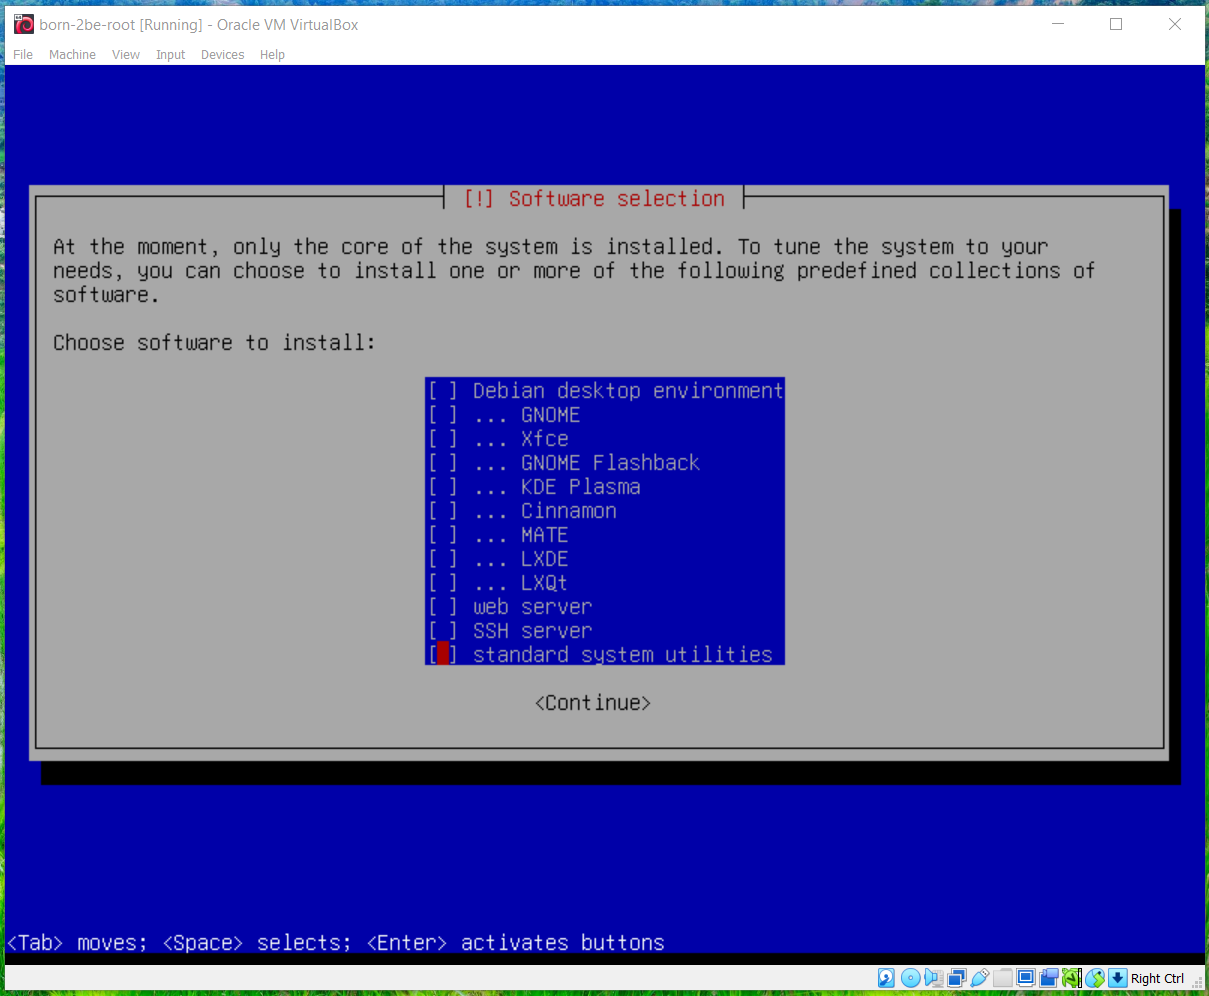 born-2be-root [Running] - Oracle VM VirtualBox
File Machine View Input Devices Help
[!] Software selection
At the moment, only the core of the system is installed. To tune the system to your
needs, you can choose to install one or more of the following predefined collections of
software.
Choose software to install:
[ ] Debian desktop environment
[ ] ... GNOME
[ ] ... Xfce
[ ] ... GNOME Flashback
[ ] ... KDE Plasma
[ ] ... Cinnamon
[ ] ... MATE
[ ] ... LXDE
[ ] ... LXQt
[ ] web server
[ ] SSH server
[ ] standard system utilities
<Continue>
<Tab> moves; <Space> selects; <Enter> activates buttons
Right Ctrl